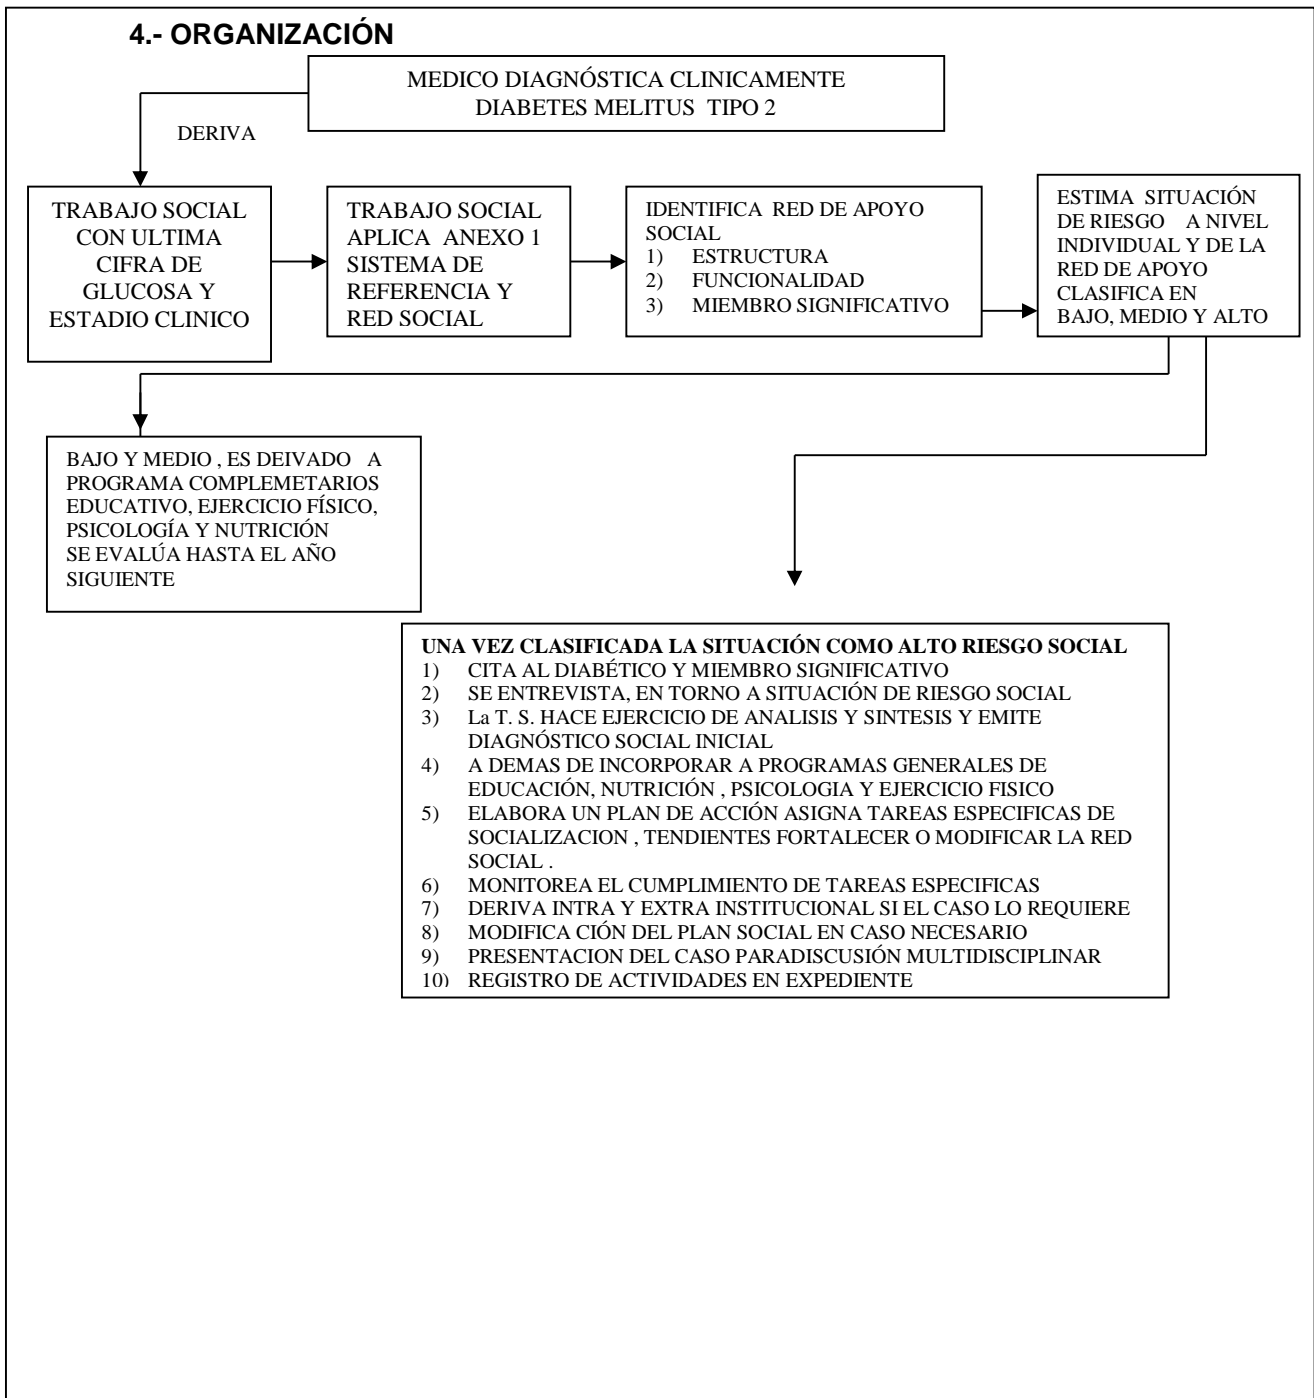 4.- ORGANIZACIÓN
MEDICO DIAGNÓSTICA CLINICAMENTE
DIABETES MELITUS TIPO 2
DERIVA
TRABAJO SOCIAL
CON ULTIMA
CIFRA DE
GLUCOSA Y
ESTADIO CLINICO
TRABAJO SOCIAL
APLICA ANEXO 1
SISTEMA DE
REFERENCIA Y
RED SOCIAL
IDENTIFICA RED DE APOYO
SOCIAL
1) ESTRUCTURA
2) FUNCIONALIDAD
3) MIEMBRO SIGNIFICATIVO
ESTIMA SITUACIÓN
DE RIESGO A NIVEL
INDIVIDUAL Y DE LA
RED DE APOYO
CLASIFICA EN
BAJO, MEDIO Y ALTO
BAJO Y MEDIO , ES DEIVADO A
PROGRAMA COMPLEMETARIOS
EDUCATIVO, EJERCICIO FÍSICO,
PSICOLOGÍA Y NUTRICIÓN
SE EVALÚA HASTA EL AÑO
SIGUIENTE
UNA VEZ CLASIFICADA LA SITUACIÓN COMO ALTO RIESGO SOCIAL
1) CITA AL DIABÉTICO Y MIEMBRO SIGNIFICATIVO
2) SE ENTREVISTA, EN TORNO A SITUACIÓN DE RIESGO SOCIAL
3) La T. S. HACE EJERCICIO DE ANALISIS Y SINTESIS Y EMITE
DIAGNÓSTICO SOCIAL INICIAL
4) A DEMAS DE INCORPORAR A PROGRAMAS GENERALES DE
EDUCACIÓN, NUTRICIÓN , PSICOLOGIA Y EJERCICIO FISICO
5) ELABORA UN PLAN DE ACCIÓN ASIGNA TAREAS ESPECIFICAS DE
SOCIALIZACION , TENDIENTES FORTALECER O MODIFICAR LA RED
SOCIAL .
6) MONITOREA EL CUMPLIMIENTO DE TAREAS ESPECIFICAS
7) DERIVA INTRA Y EXTRA INSTITUCIONAL SI EL CASO LO REQUIERE
8) MODIFICA CIÓN DEL PLAN SOCIAL EN CASO NECESARIO
9) PRESENTACION DEL CASO PARADISCUSIÓN MULTIDISCIPLINAR
10) REGISTRO DE ACTIVIDADES EN EXPEDIENTE